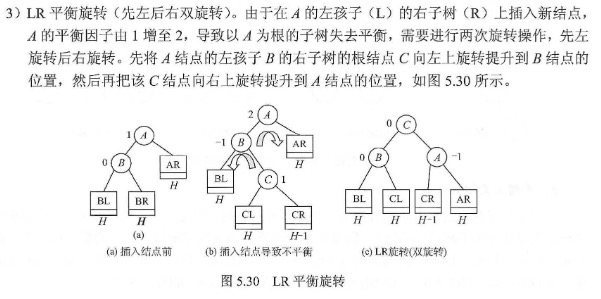 3）LR 平衡旋转（先左后右双旋转）。由于在 A 的左孩子（L）的右子树（R）上插入新结点，
A 的平衡因子由 1 增至 2，导致以 A 为根的子树失去平衡，需要进行两次旋转操作，先左
旋转后右旋转。先将 A 结点的左孩子 B 的右子树的根结点 C 向左上旋转提升到 B 结点的
位置，然后再把该 C 结点向右上旋转提升到 A 结点的位置，如图 5.30 所示。
1 A
0 B
AR
H
BL BR
H H
(a)
(a) 插入结点前
2 A
-1 B
AR
H
BL
H
C 1
CL CR
H H-1
(b) 插入结点导致不平衡
0 C
0 B A -1
BL CL CR AR
H H H-1 H
(c) LR旋转(双旋转)
图 5.30 LR 平衡旋转